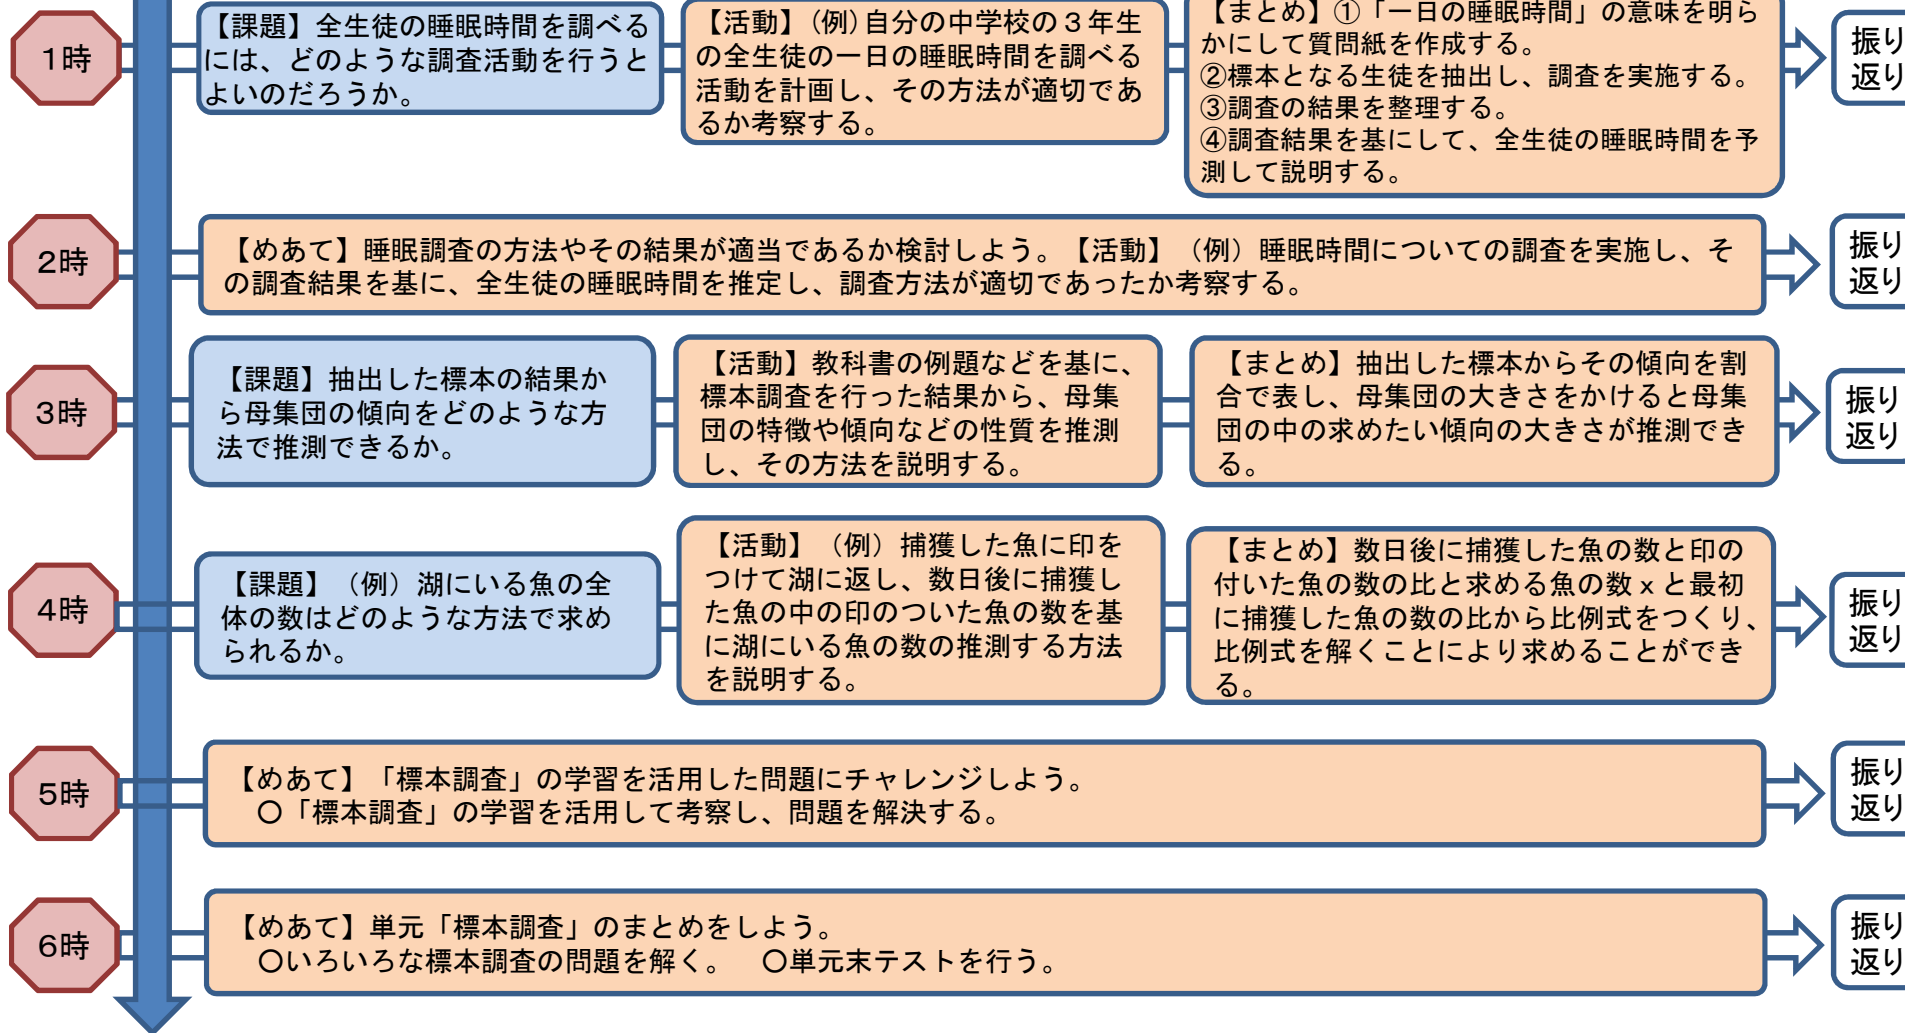 1時
【課題】全生徒の睡眠時間を調べる
には、どのような調査活動を行うと
よいのだろうか。
【活動】(例)自分の中学校の３年生
の全生徒の一日の睡眠時間を調べる
活動を計画し、その方法が適切であ
るか考察する。
【まとめ】①「一日の睡眠時間」の意味を明ら
かにして質問紙を作成する。
②標本となる生徒を抽出し、調査を実施する。
③調査の結果を整理する。
④調査結果を基にして、全生徒の睡眠時間を予
測して説明する。
振り
返り
2時
【めあて】睡眠調査の方法やその結果が適当であるか検討しよう。【活動】（例）睡眠時間についての調査を実施し、そ
の調査結果を基に、全生徒の睡眠時間を推定し、調査方法が適切であったか考察する。
振り
返り
3時
【課題】抽出した標本の結果か
ら母集団の傾向をどのような方
法で推測できるか。
【活動】教科書の例題などを基に、
標本調査を行った結果から、母集
団の特徴や傾向などの性質を推測
し、その方法を説明する。
【まとめ】抽出した標本からその傾向を割
合で表し、母集団の大きさをかけると母集
団の中の求めたい傾向の大きさが推測でき
る。
振り
返り
4時
【課題】（例）湖にいる魚の全
体の数はどのような方法で求め
られるか。
【活動】（例）捕獲した魚に印を
つけて湖に返し、数日後に捕獲し
た魚の中の印のついた魚の数を基
に湖にいる魚の数の推測する方法
を説明する。
【まとめ】数日後に捕獲した魚の数と印の
付いた魚の数の比と求める魚の数ｘと最初
に捕獲した魚の数の比から比例式をつくり、
比例式を解くことにより求めることができ
る。
振り
返り
5時
【めあて】「標本調査」の学習を活用した問題にチャレンジしよう。
○「標本調査」の学習を活用して考察し、問題を解決する。
振り
返り
6時
【めあて】単元「標本調査」のまとめをしよう。
○いろいろな標本調査の問題を解く。　○単元末テストを行う。
振り
返り